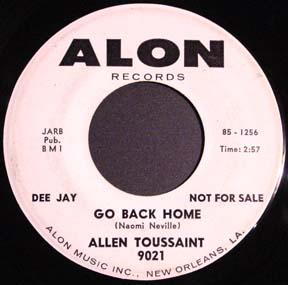 ALON
RECORDS
JARB
Pub.
BMI
85 - 1256
Time: 2:57
DEE JAY
NOT FOR SALE
GO BACK HOME
(Naomi Neville)
ALLEN TOUSSAINT
9021
ALON MUSIC INC., NEW ORLEANS, LA.